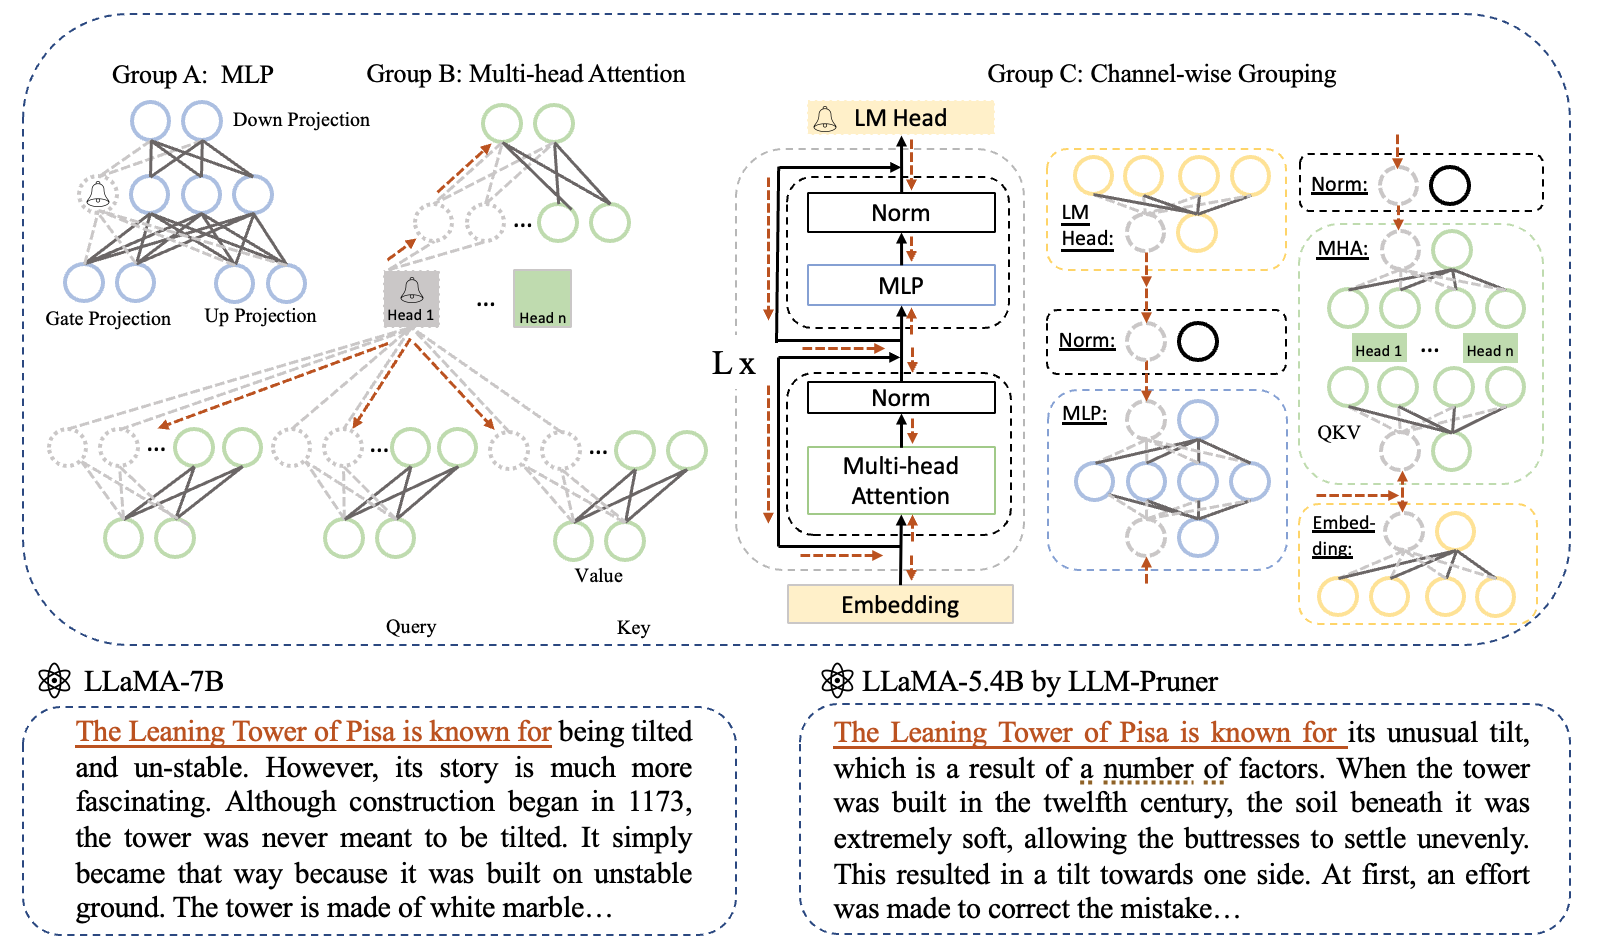 Group A:  MLP
Down Projection
Gate Projection
Up Projection
Group B: Multi-head Attention
...
Head 1
...
Head n
...
...
...
Value
Query
Key
Group C: Channel-wise Grouping
LM Head
Norm
MLP
L x
Norm
Multi-head
Attention
Embedding
LM
Head:
Norm:
MLP:
Norm:
MHA:
Head 1 ... Head n
QKV
Embed-
ding:
LLaMA-7B
The Leaning Tower of Pisa is known for being tilted
and un-stable. However, its story is much more
fascinating. Although construction began in 1173,
the tower was never meant to be tilted. It simply
became that way because it was built on unstable
ground. The tower is made of white marble…
LLaMA-5.4B by LLM-Pruner
The Leaning Tower of Pisa is known for its unusual tilt,
which is a result of a number of factors. When the tower
was built in the twelfth century, the soil beneath it was
extremely soft, allowing the buttresses to settle unevenly.
This resulted in a tilt towards one side. At first, an effort
was made to correct the mistake…